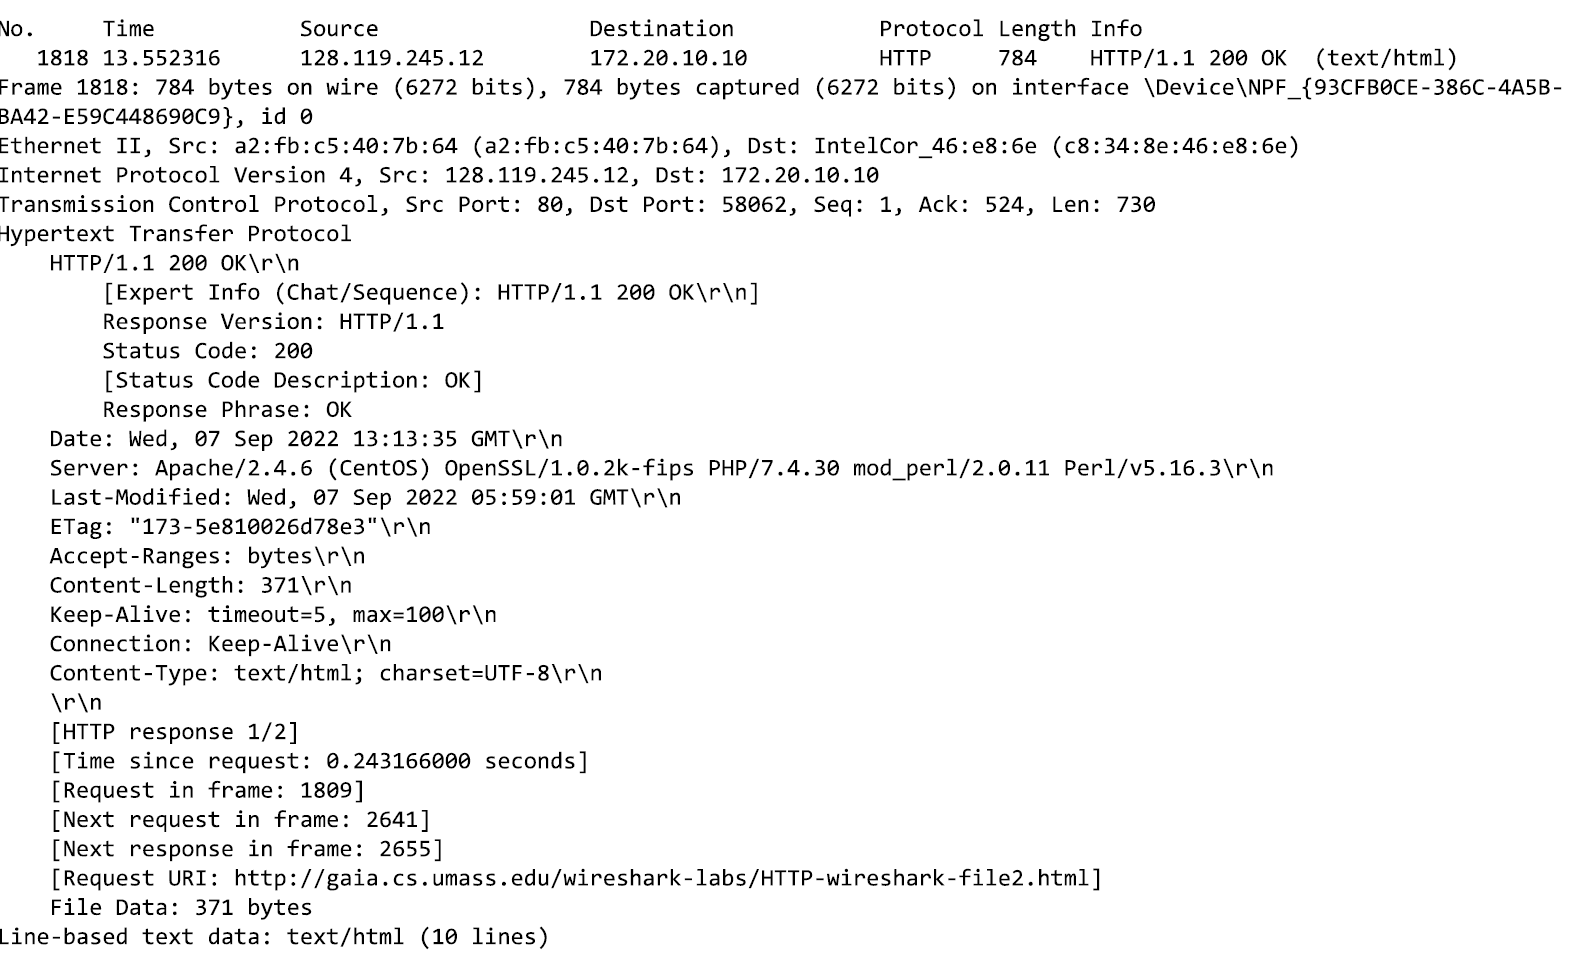 No. Time Source Destination Protocol Length Info
1818 13.552316 128.119.245.12 172.20.10.10 HTTP 784 HTTP/1.1 200 OK (text/html)
Frame 1818: 784 bytes on wire (6272 bits), 784 bytes captured (6272 bits) on interface \Device\NPF_{93CFB0CE-386C-4A5B-
BA42-E59C448690C9}, id 0
Ethernet II, Src: a2:fb:c5:40:7b:64 (a2:fb:c5:40:7b:64), Dst: IntelCor_46:e8:6e (c8:34:8e:46:e8:6e)
Internet Protocol Version 4, Src: 128.119.245.12, Dst: 172.20.10.10
Transmission Control Protocol, Src Port: 80, Dst Port: 58062, Seq: 1, Ack: 524, Len: 730
Hypertext Transfer Protocol
HTTP/1.1 200 OK\r\n
[Expert Info (Chat/Sequence): HTTP/1.1 200 OK\r\n]
Response Version: HTTP/1.1
Status Code: 200
[Status Code Description: OK]
Response Phrase: OK
Date: Wed, 07 Sep 2022 13:13:35 GMT\r\n
Server: Apache/2.4.6 (CentOS) OpenSSL/1.0.2k-fips PHP/7.4.30 mod_perl/2.0.11 Perl/v5.16.3\r\n
Last-Modified: Wed, 07 Sep 2022 05:59:01 GMT\r\n
ETag: "173-5e810026d78e3"\r\n
Accept-Ranges: bytes\r\n
Content-Length: 371\r\n
Keep-Alive: timeout=5, max=100\r\n
Connection: Keep-Alive\r\n
Content-Type: text/html; charset=UTF-8\r\n
\r\n
[HTTP response 1/2]
[Time since request: 0.243166000 seconds]
[Request in frame: 1809]
[Next request in frame: 2641]
[Next response in frame: 2655]
[Request URI: http://gaia.cs.umass.edu/wireshark-labs/HTTP-wireshark-file2.html]
File Data: 371 bytes
Line-based text data: text/html (10 lines)